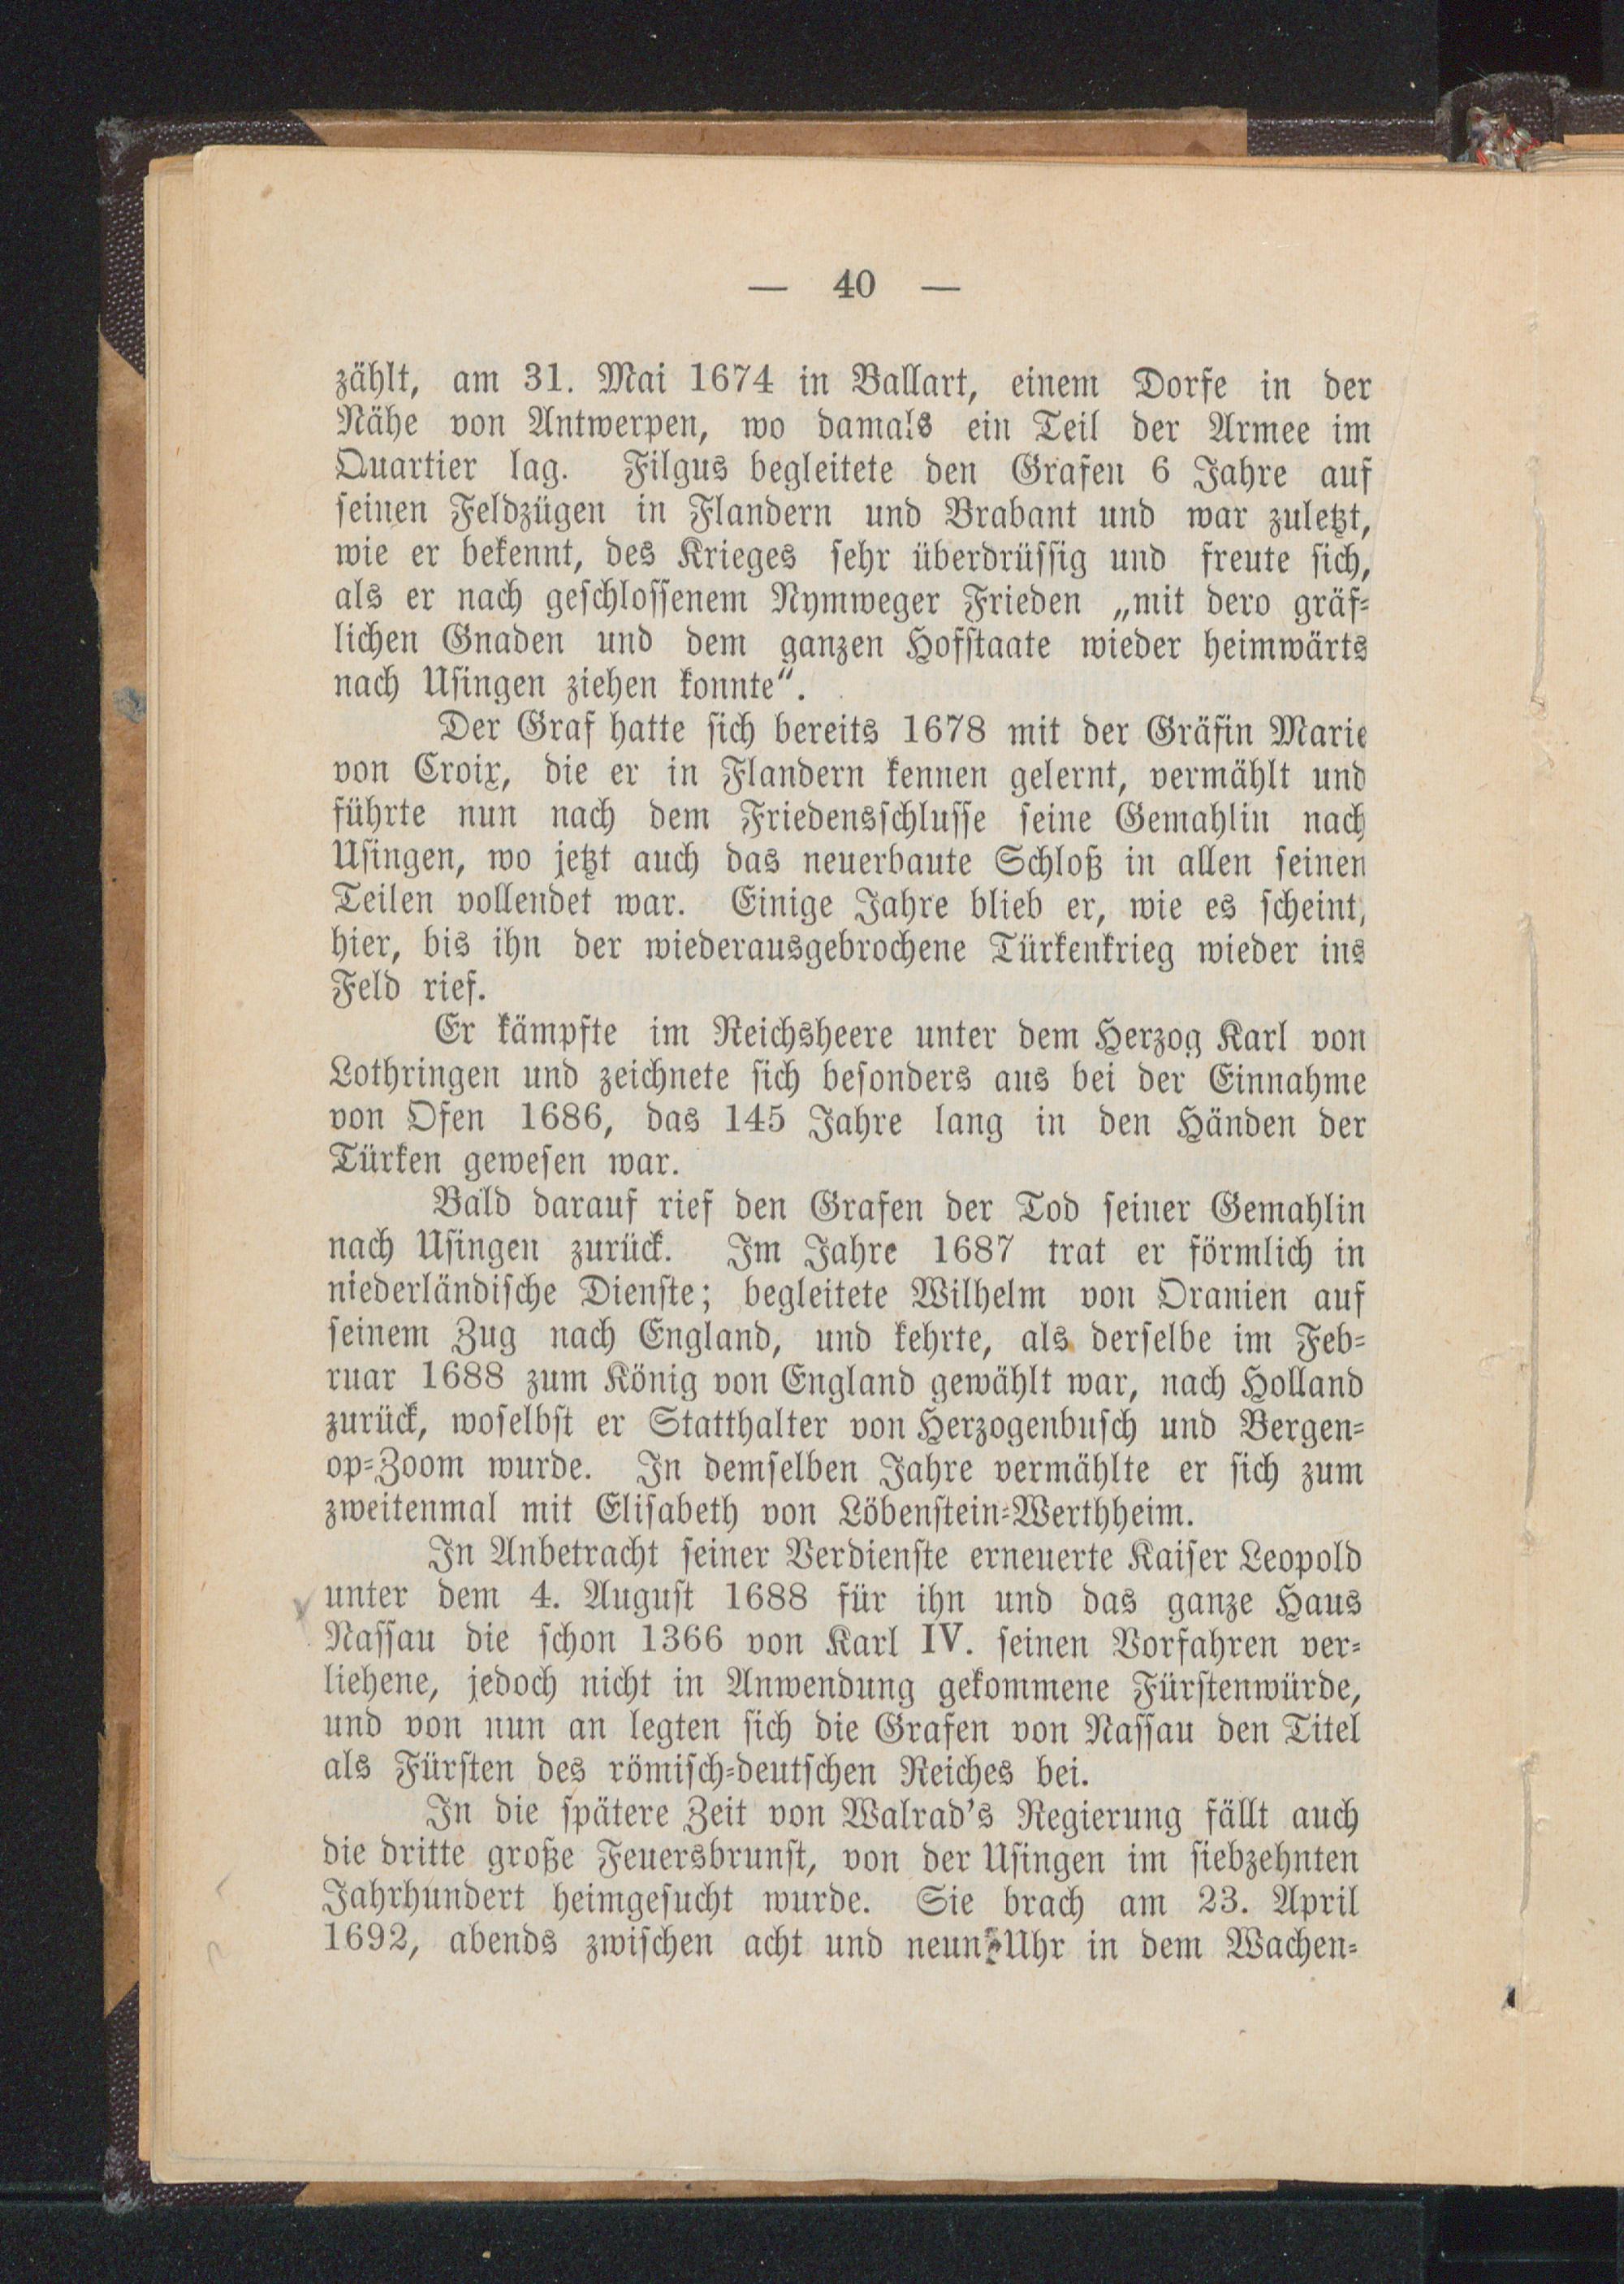 — 40 —
zählt, am 31. Mai 1674 in Ballart, einem Dorfe in der
Nähe von Antwerpen, wo damals ein Teil der Armee im
Quartier lag. Filgus begleitete den Grafen 6 Jahre auf
seinen Feldzügen in Flandern und Brabant und war zuletzt,
wie er bekennt, des Krieges sehr überdrüssig und freute sich,
als er nach geschlossenem Nymweger Frieden „mit dero gräf-
lichen Gnaden und dem ganzen Hofstaate wieder heimwärts
nach Usingen ziehen konnte“.
Der Graf hatte sich bereits 1678 mit der Gräfin Marie
von Croix, die er in Flandern kennen gelernt, vermählt und
führte nun nach dem Friedensschlusse seine Gemahlin nach
Usingen, wo jetzt auch das neuerbaute Schloß in allen seinen
Teilen vollendet war. Einige Jahre blieb er, wie es scheint,
hier, bis ihn der wiederausgebrochene Türkenkrieg wieder ins
Feld rief.
Er kämpfte im Reichsheere unter dem Herzog Karl von
Lothringen und zeichnete sich besonders aus bei der Einnahme
von Ofen 1686, das 145 Jahre lang in den Händen der
Türken gewesen war.
Bald darauf rief den Grafen der Tod seiner Gemahlin
nach Usingen zurück. Im Jahre 1687 trat er förmlich in
niederländische Dienste; begleitete Wilhelm von Oranien auf
seinem Zug nach England, und kehrte, als derselbe im Feb-
ruar 1688 zum König von England gewählt war, nach Holland
zurück, woselbst er Statthalter von Herzogenbusch und Bergen-
op-Zoom wurde. In demselben Jahre vermählte er sich zum
zweitenmal mit Elisabeth von Löbenstein-Werthheim.
In Anbetracht seiner Verdienste erneuerte Kaiser Leopold
unter dem 4. August 1688 für ihn und das ganze Haus
Nassau die schon 1366 von Karl IV. seinen Vorfahren ver-
liehene, jedoch nicht in Anwendung gekommene Fürstenwürde,
und von nun an legten sich die Grafen von Nassau den Titel
als Fürsten des römisch-deutschen Reiches bei.
In die spätere Zeit von Walrad's Regierung fällt auch
die dritte große Feuersbrunst, von der Usingen im siebzehnten
Jahrhundert heimgesucht wurde. Sie brach am 23. April
1692, abends zwischen acht und neun Uhr in dem Wachen-